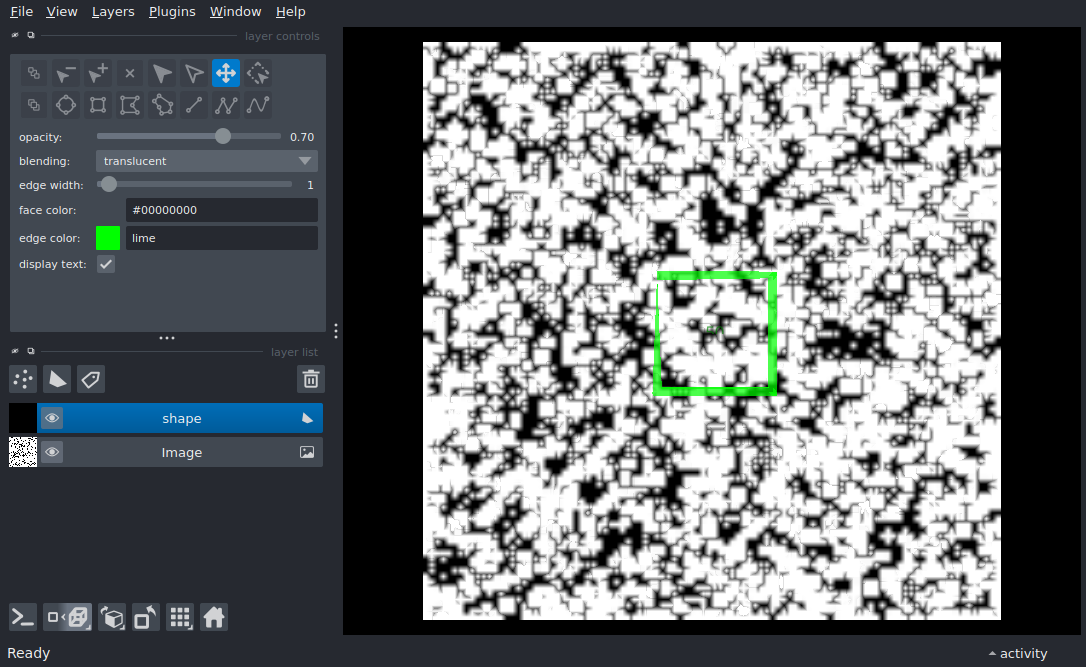 File View Layers Plugins Window Help
layer controls
opacity: 0.70
blending: translucent
edge width: 1
face color: #00000000
edge color: lime
display text:
layer list
shape
Image
Ready
activity